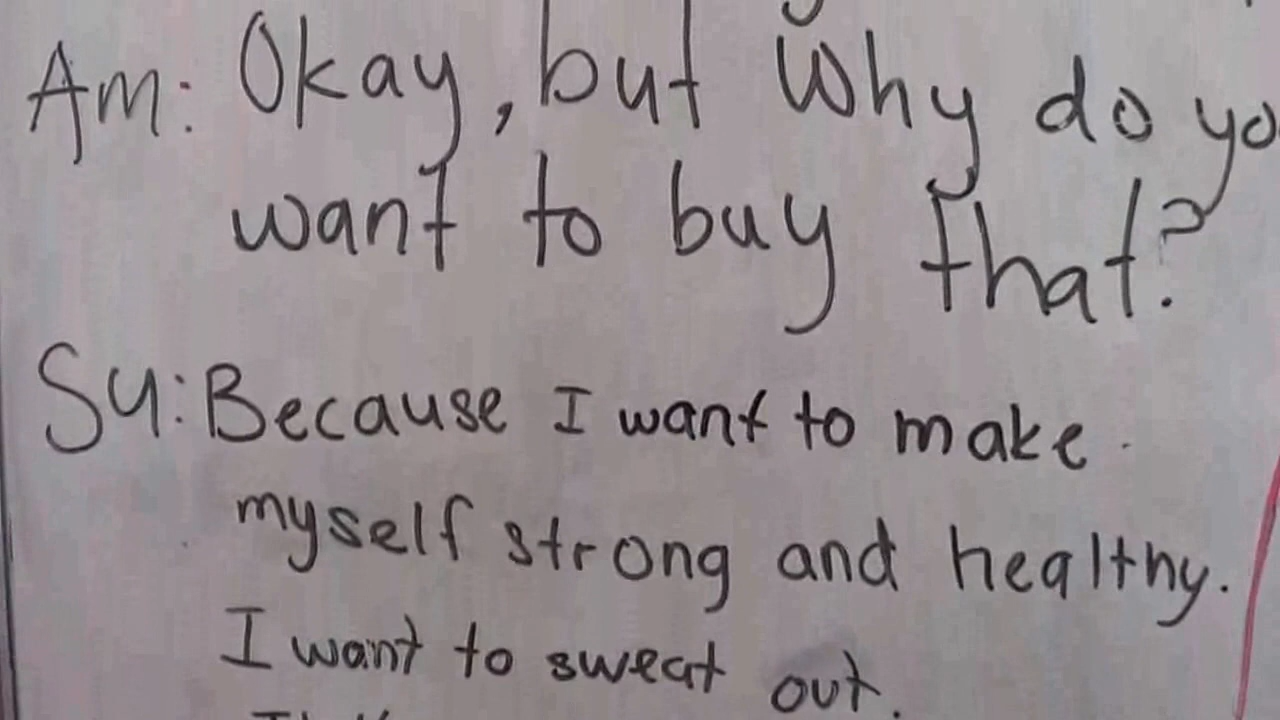 Am: Okay, but Why do yo
want to buy that?
Sy: Because I want to make
myself strong and healthy.
I want to sweat out.